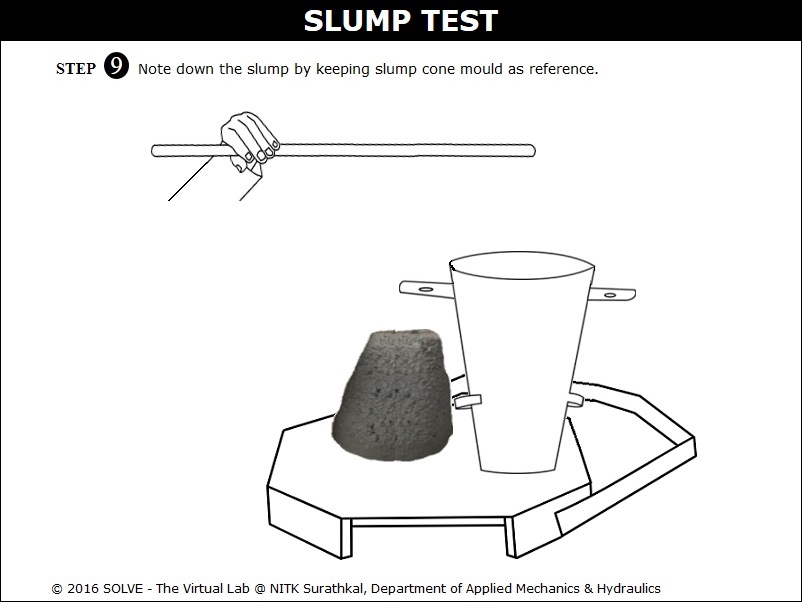 SLUMP TEST
STEP 9 Note down the slump by keeping slump cone mould as reference.
© 2016 SOLVE - The Virtual Lab @ NITK Surathkal, Department of Applied Mechanics & Hydraulics